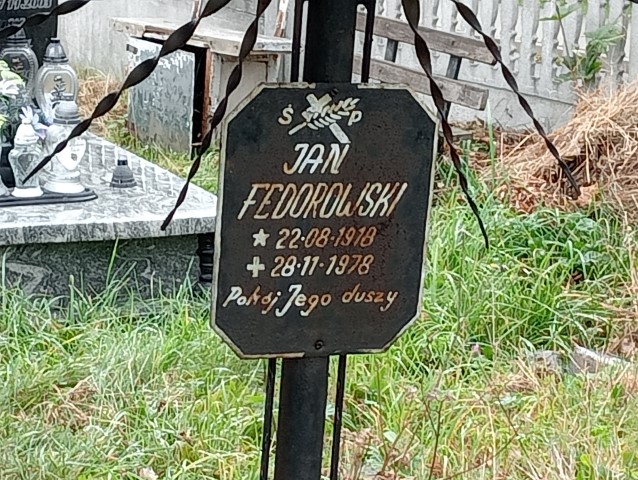 Ś P
JAN
FEDOROWSKI
★ 22-08-1918
✚ 28-11-1978
Pokój Jego duszy